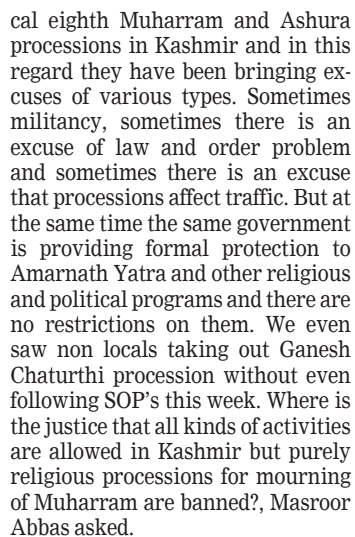 cal eighth Muharram and Ashura
processions in Kashmir and in this
regard they have been bringing ex-
cuses of various types. Sometimes
militancy, sometimes there is an
excuse of law and order problem
and sometimes there is an excuse
that processions affect traffic. But at
the same time the same government
is providing formal protection to
Amarnath Yatra and other religious
and political programs and there are
no restrictions on them. We even
saw non locals taking out Ganesh
Chaturthi procession without even
following SOP's this week. Where is
the justice that all kinds of activities
are allowed in Kashmir but purely
religious processions for mourning
of Muharram are banned?, Masroor
Abbas asked.